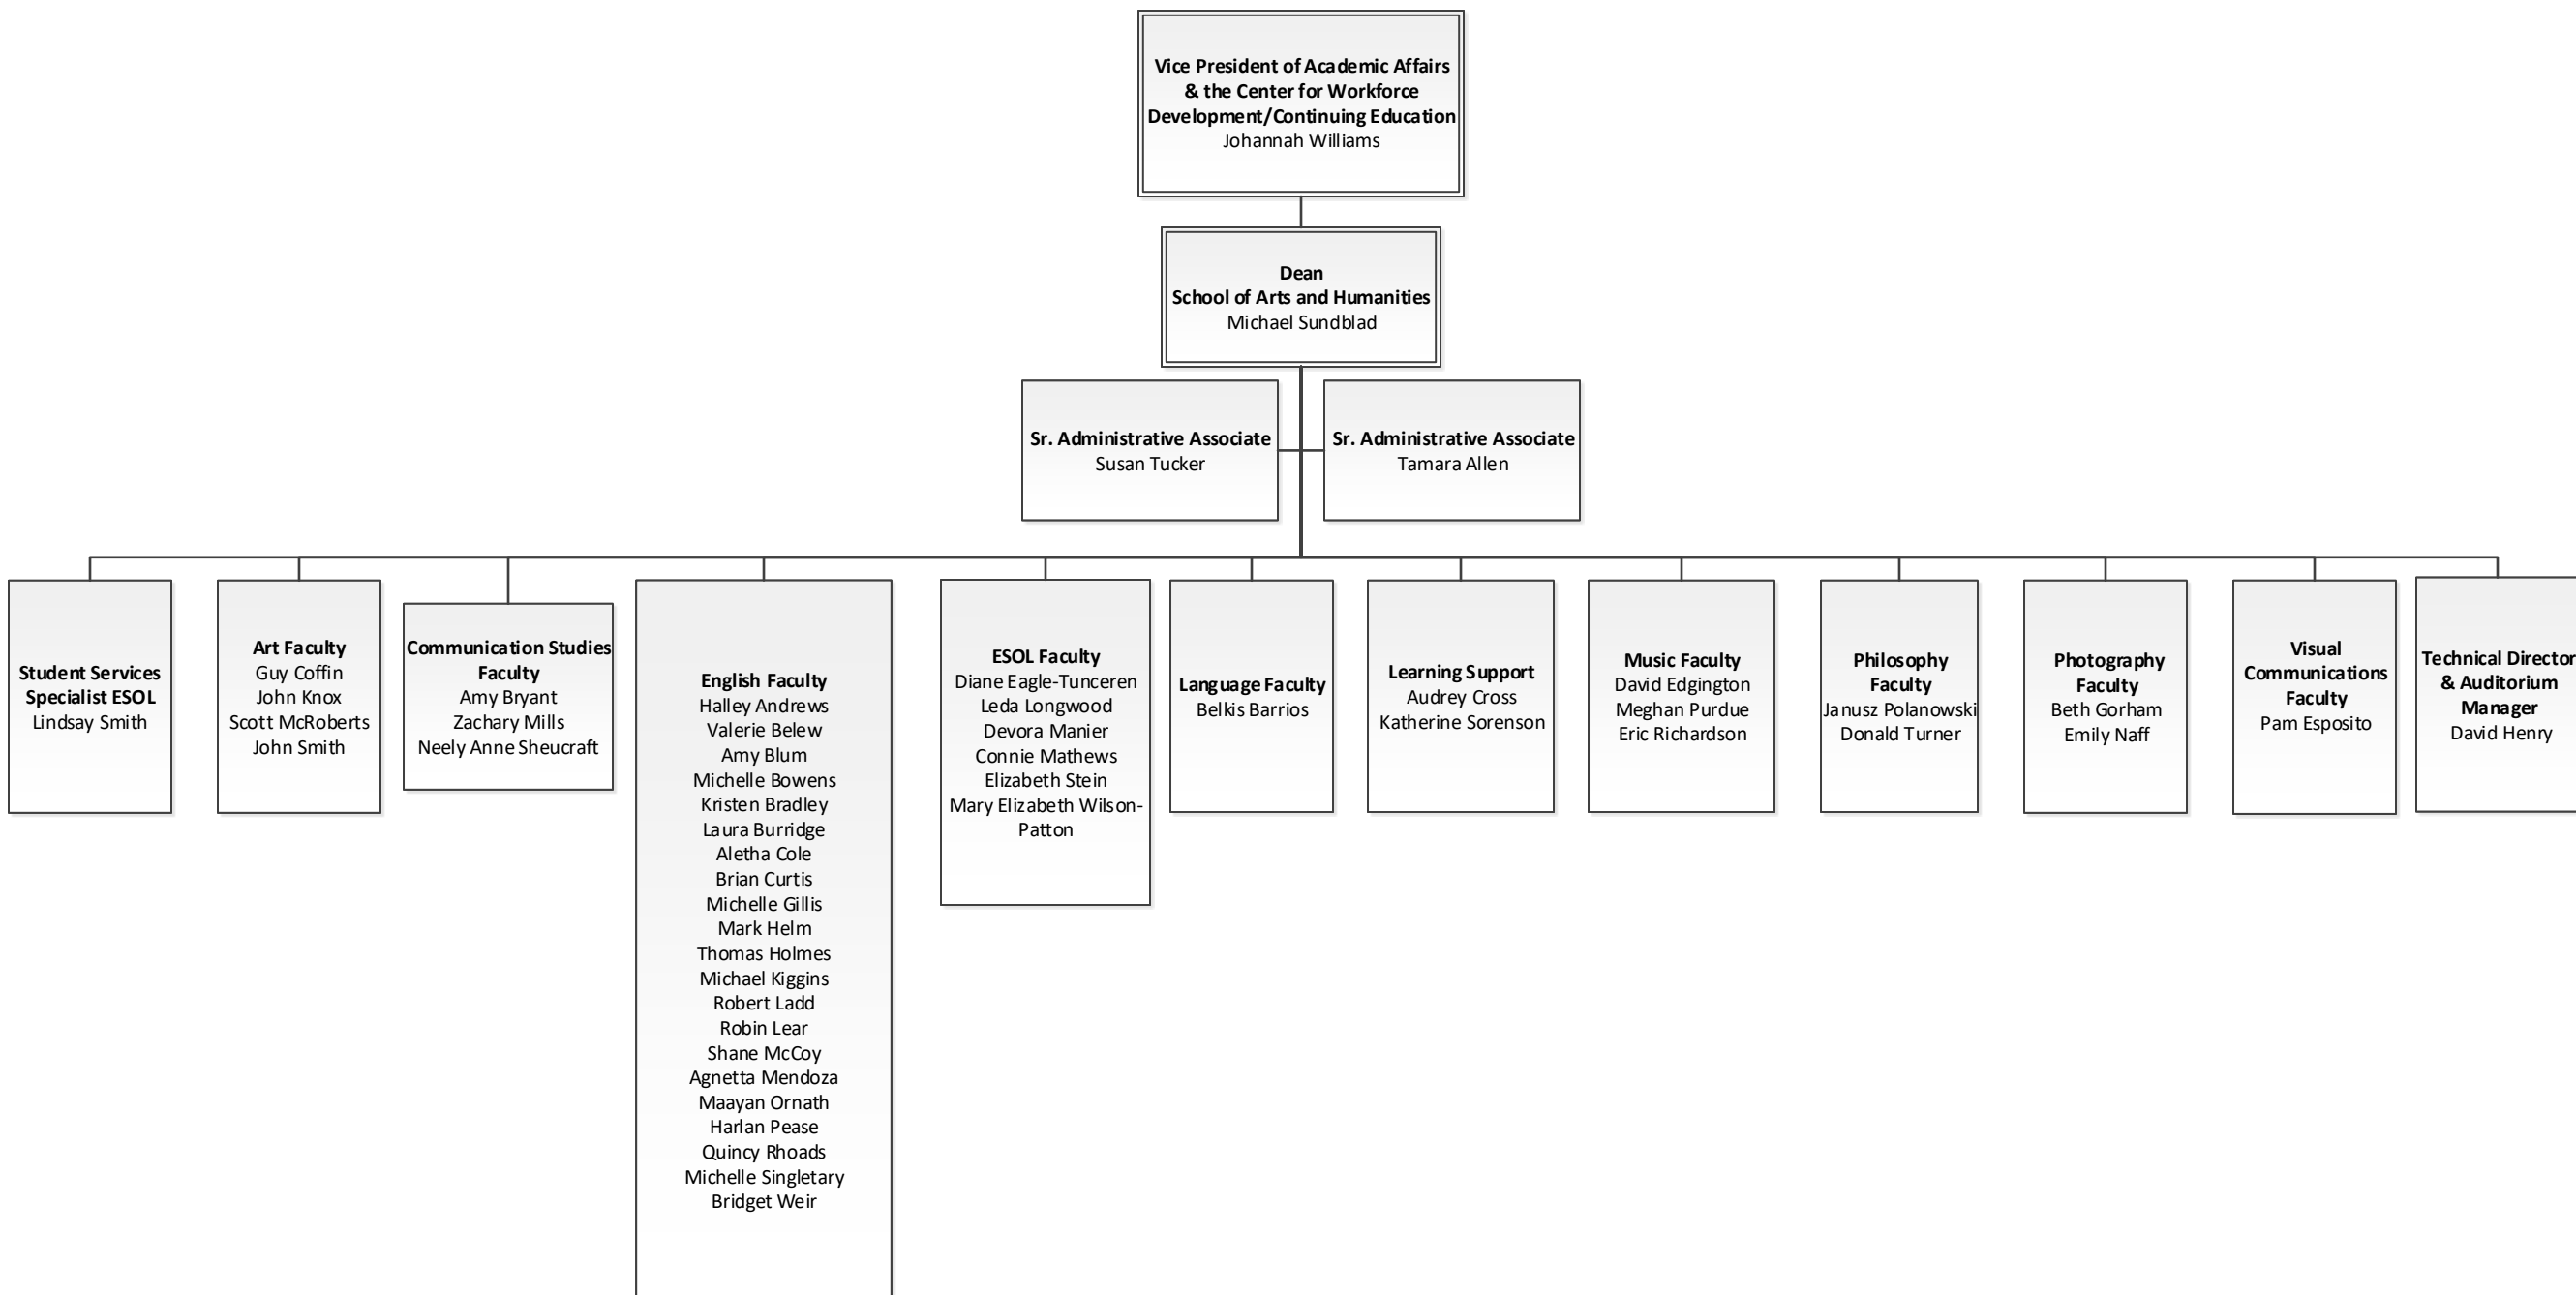 Vice President of Academic Affairs
& the Center for Workforce
Development/Continuing Education
Johannah Williams
Dean
School of Arts and Humanities
Michael Sundblad
Sr. Administrative Associate
Susan Tucker
Sr. Administrative Associate
Tamara Allen
Student Services
Specialist ESOL
Lindsay Smith
Art Faculty
Guy Coffin
John Knox
Scott McRoberts
John Smith
Communication Studies
Faculty
Amy Bryant
Zachary Mills
Neely Anne Sheucraft
English Faculty
Halley Andrews
Valerie Belew
Amy Blum
Michelle Bowens
Kristen Bradley
Laura Burridge
Aletha Cole
Brian Curtis
Michelle Gillis
Mark Helm
Thomas Holmes
Michael Kiggins
Robert Ladd
Robin Lear
Shane McCoy
Agnetta Mendoza
Maayan Ornath
Harlan Pease
Quincy Rhoads
Michelle Singletary
Bridget Weir
ESOL Faculty
Diane Eagle-Tunceren
Leda Longwood
Devora Manier
Connie Mathews
Elizabeth Stein
Mary Elizabeth Wilson-
Patton
Language Faculty
Belkis Barrios
Learning Support
Audrey Cross
Katherine Sorenson
Music Faculty
David Edgington
Meghan Purdue
Eric Richardson
Philosophy
Faculty
Janusz Polanowski
Donald Turner
Photography
Faculty
Beth Gorham
Emily Naff
Visual
Communications
Faculty
Pam Esposito
Technical Director
& Auditorium
Manager
David Henry